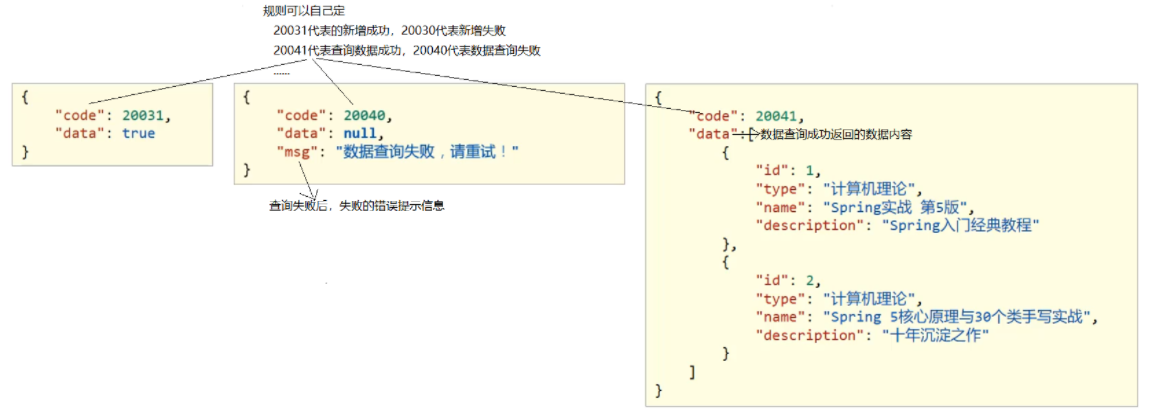 规则可以自己定
20031代表的新增成功，20030代表新增失败
20041代表查询数据成功，20040代表数据查询失败
......
{
"code": 20031,
"data": true
}
{
"code": 20040,
"data": null,
"msg": "数据查询失败，请重试！"
}
查询失败后，失败的错误提示信息
{
"code": 20041,
"data":[
数据查询成功返回的数据内容
{
"id": 1,
"type": "计算机理论",
"name": "Spring实战 第5版",
"description": "Spring入门经典教程"
},
{
"id": 2,
"type": "计算机理论",
"name": "Spring 5核心原理与30个类手写实战",
"description": "十年沉淀之作"
}
]
}